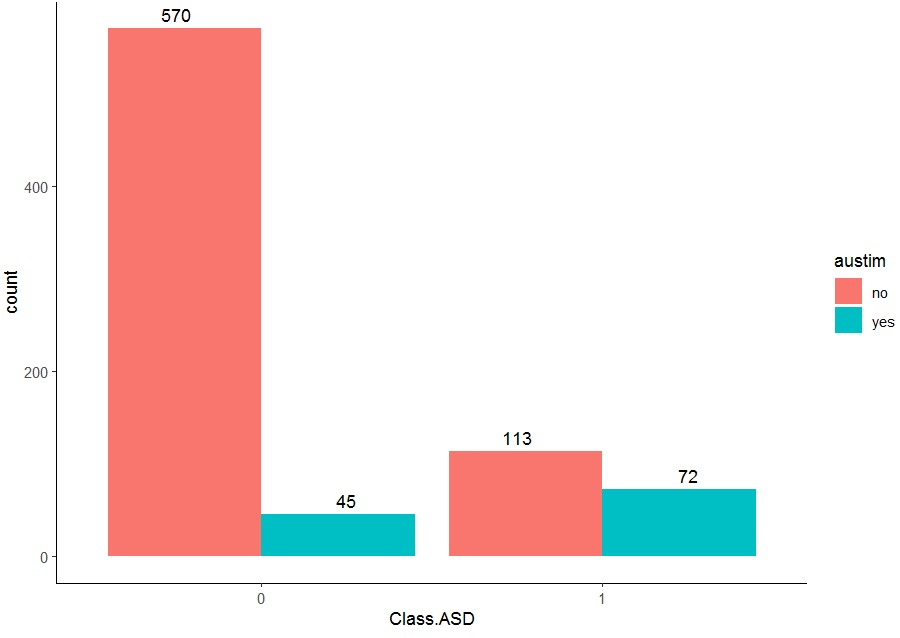 570
400
200
0
count
45
113
72
0
1
Class.ASD
austim
no
yes